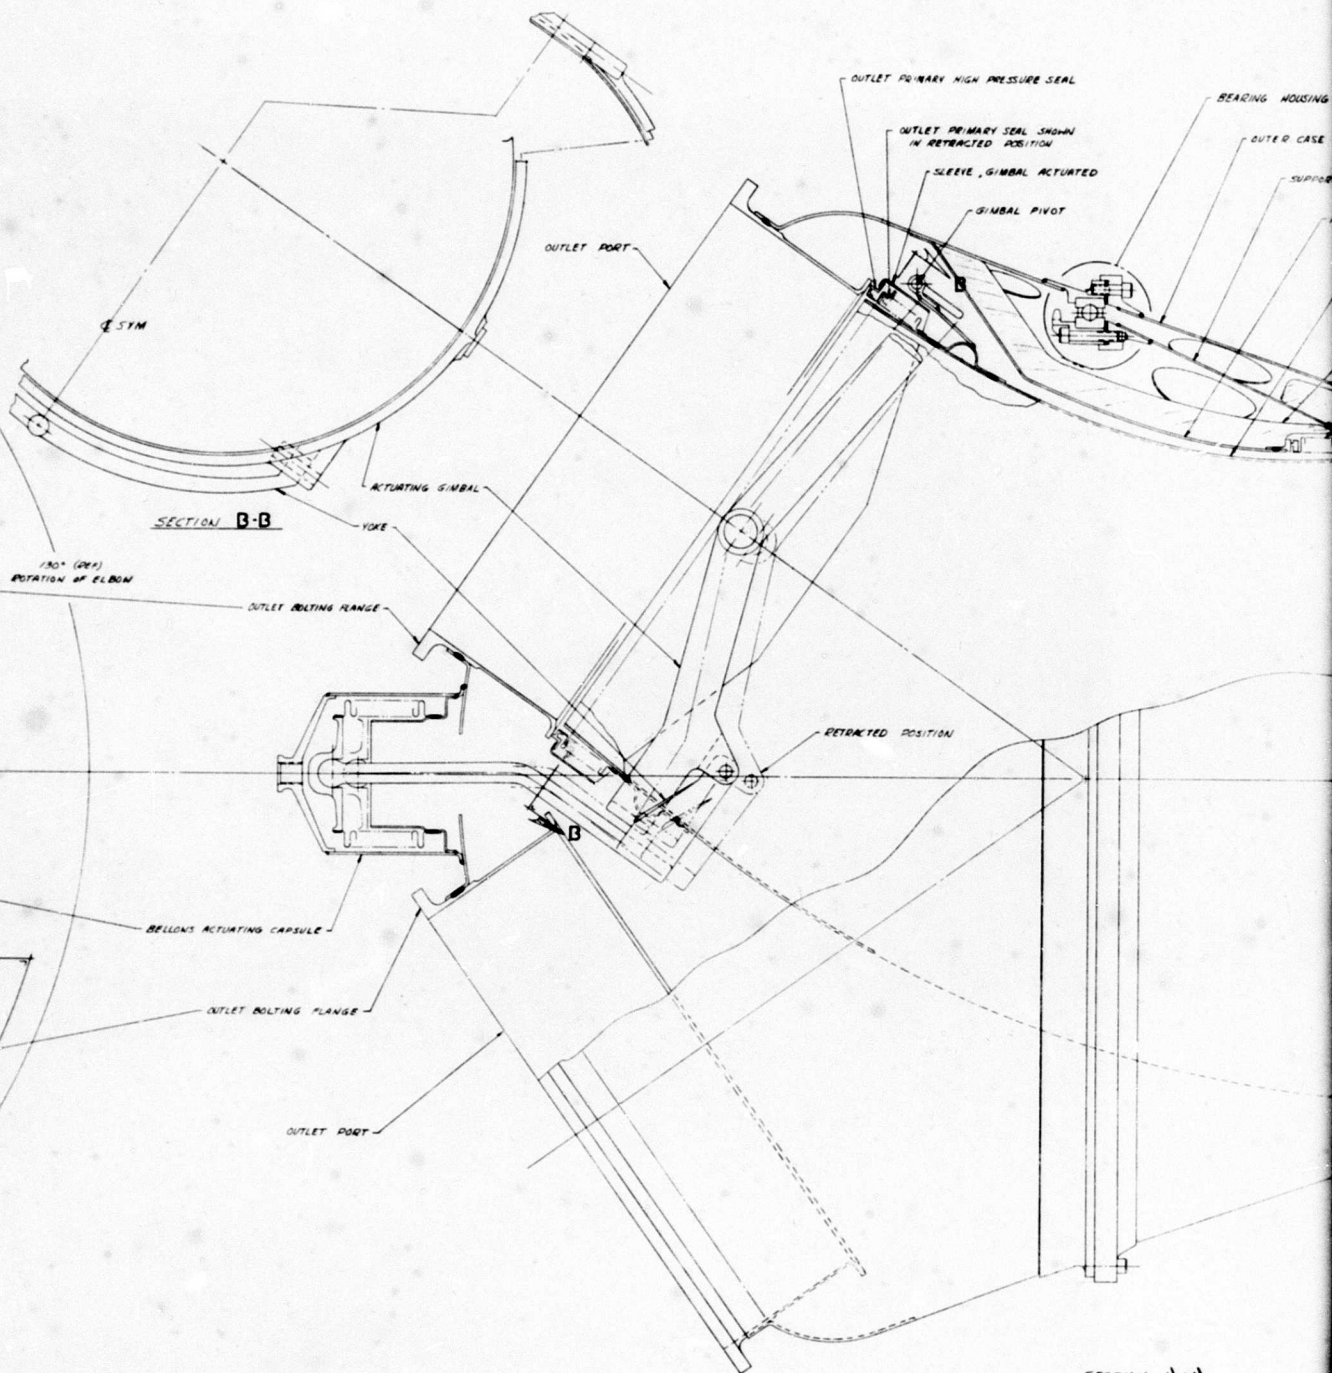 OUTLET PRIMARY HIGH PRESSURE SEAL
BEARING HOUSING
OUTLET PRIMARY SEAL SHOWN
IN RETRACTED POSITION
OUTER CASE
SLEEVE, GIMBAL ACTUATED
SUPPOR
GIMBAL PIVOT
OUTLET PORT
B
℄ SYM
ACTUATING GIMBAL
SECTION B-B
YOKE
130° (REF)
ROTATION OF ELBOW
OUTLET BOLTING FLANGE
RETRACTED POSITION
B
BELLOWS ACTUATING CAPSULE
OUTLET BOLTING FLANGE
OUTLET PORT